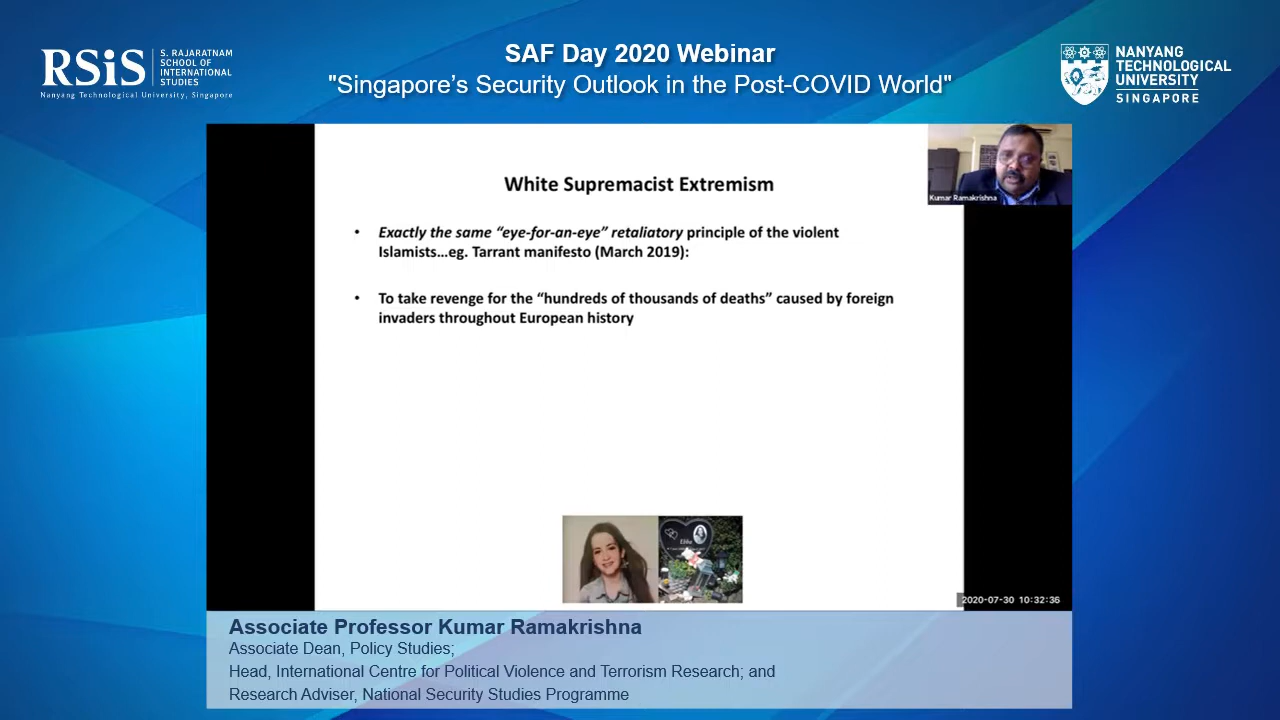 RSiS
S. RAJARATNAM
SCHOOL OF
INTERNATIONAL
STUDIES
Nanyang Technological University, Singapore
SAF Day 2020 Webinar
"Singapore’s Security Outlook in the Post-COVID World"
NANYANG
TECHNOLOGICAL
UNIVERSITY
SINGAPORE
Kumar Ramakrishna
White Supremacist Extremism
• Exactly the same “eye-for-an-eye” retaliatory principle of the violent
Islamists…eg. Tarrant manifesto (March 2019):
• To take revenge for the “hundreds of thousands of deaths” caused by foreign
invaders throughout European history
Ebba
2020-07-30 10:32:36
Associate Professor Kumar Ramakrishna
Associate Dean, Policy Studies;
Head, International Centre for Political Violence and Terrorism Research; and
Research Adviser, National Security Studies Programme